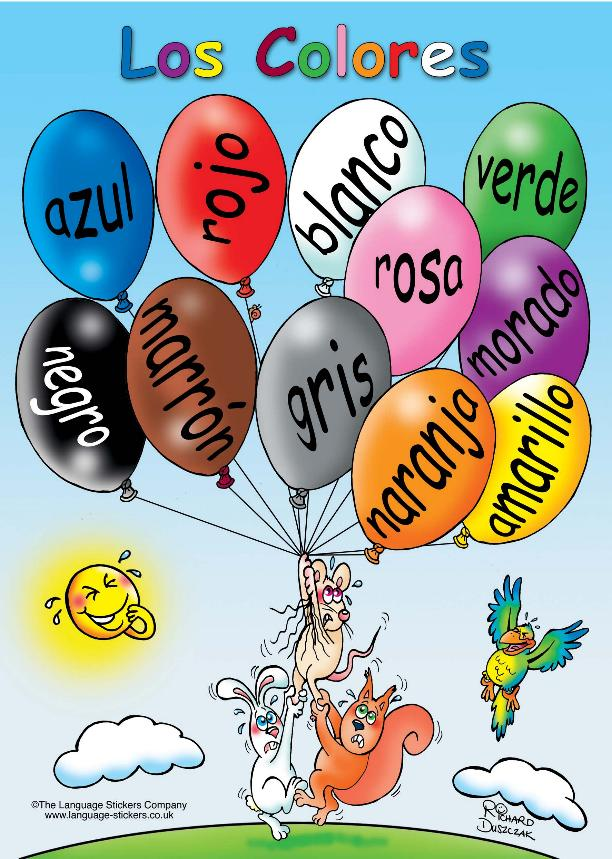 Los Colores
azul
rojo
blanco
verde
rosa
morado
negro
marrón
gris
naranja
amarillo
©The Language Stickers Company
www.language-stickers.co.uk
RICHARD
DUSZCZAK